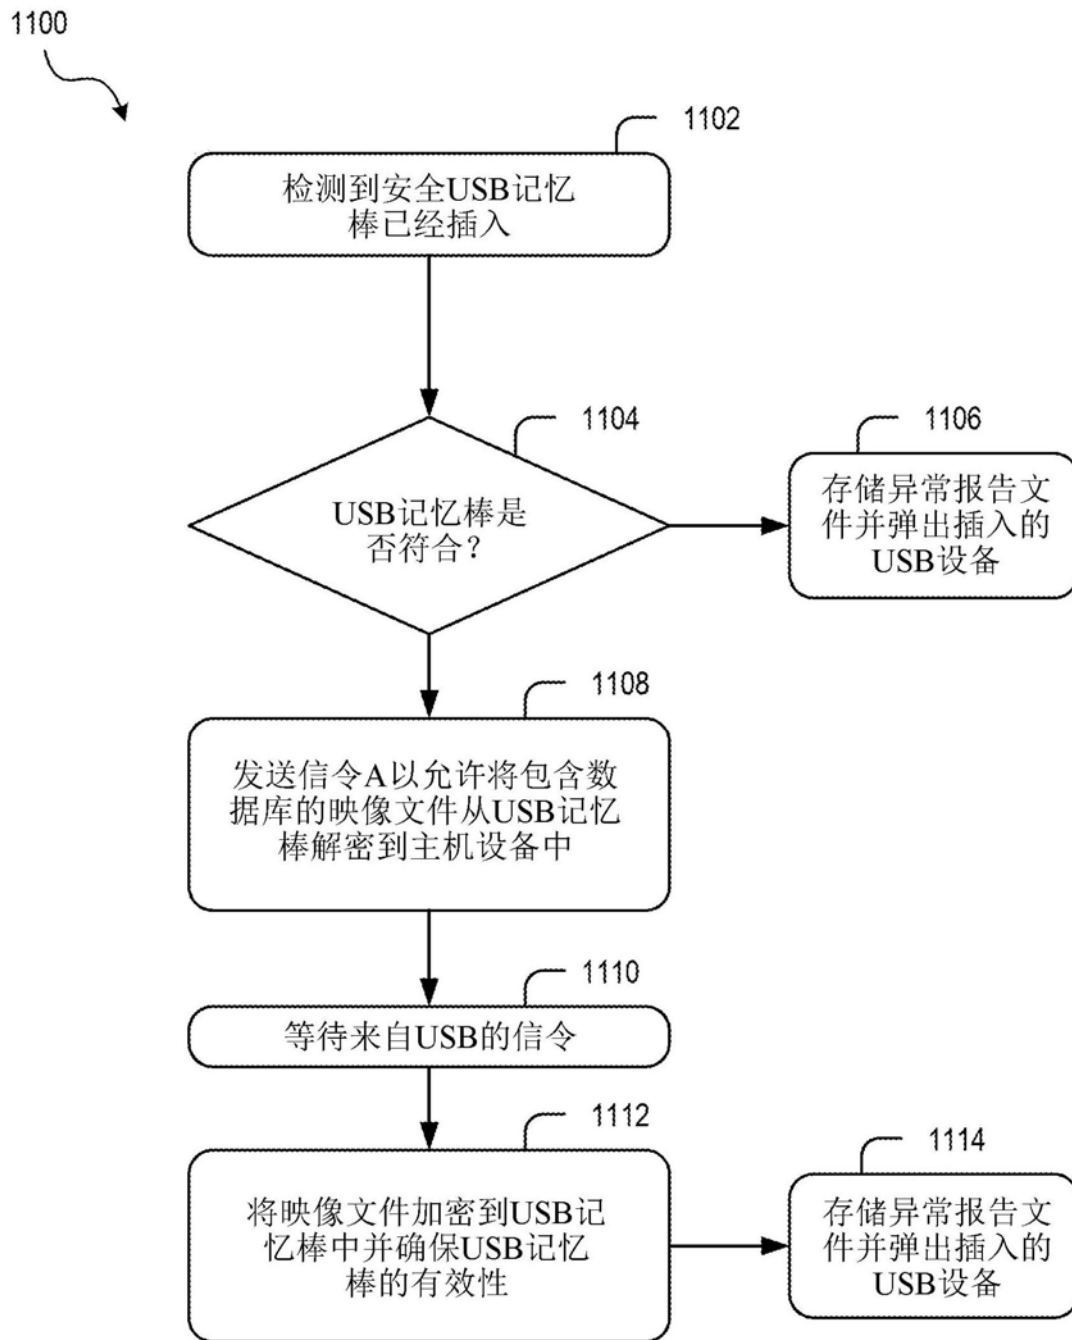 1100
1102
检测到安全USB记忆
棒已经插入
1104
USB记忆棒是
否符合？
1106
存储异常报告文
件并弹出插入的
USB设备
1108
发送信令A以允许将包含数
据库的映像文件从USB记忆
棒解密到主机设备中
1110
等待来自USB的信令
1112
将映像文件加密到USB记
忆棒中并确保USB记忆
棒的有效性
1114
存储异常报告文
件并弹出插入的
USB设备